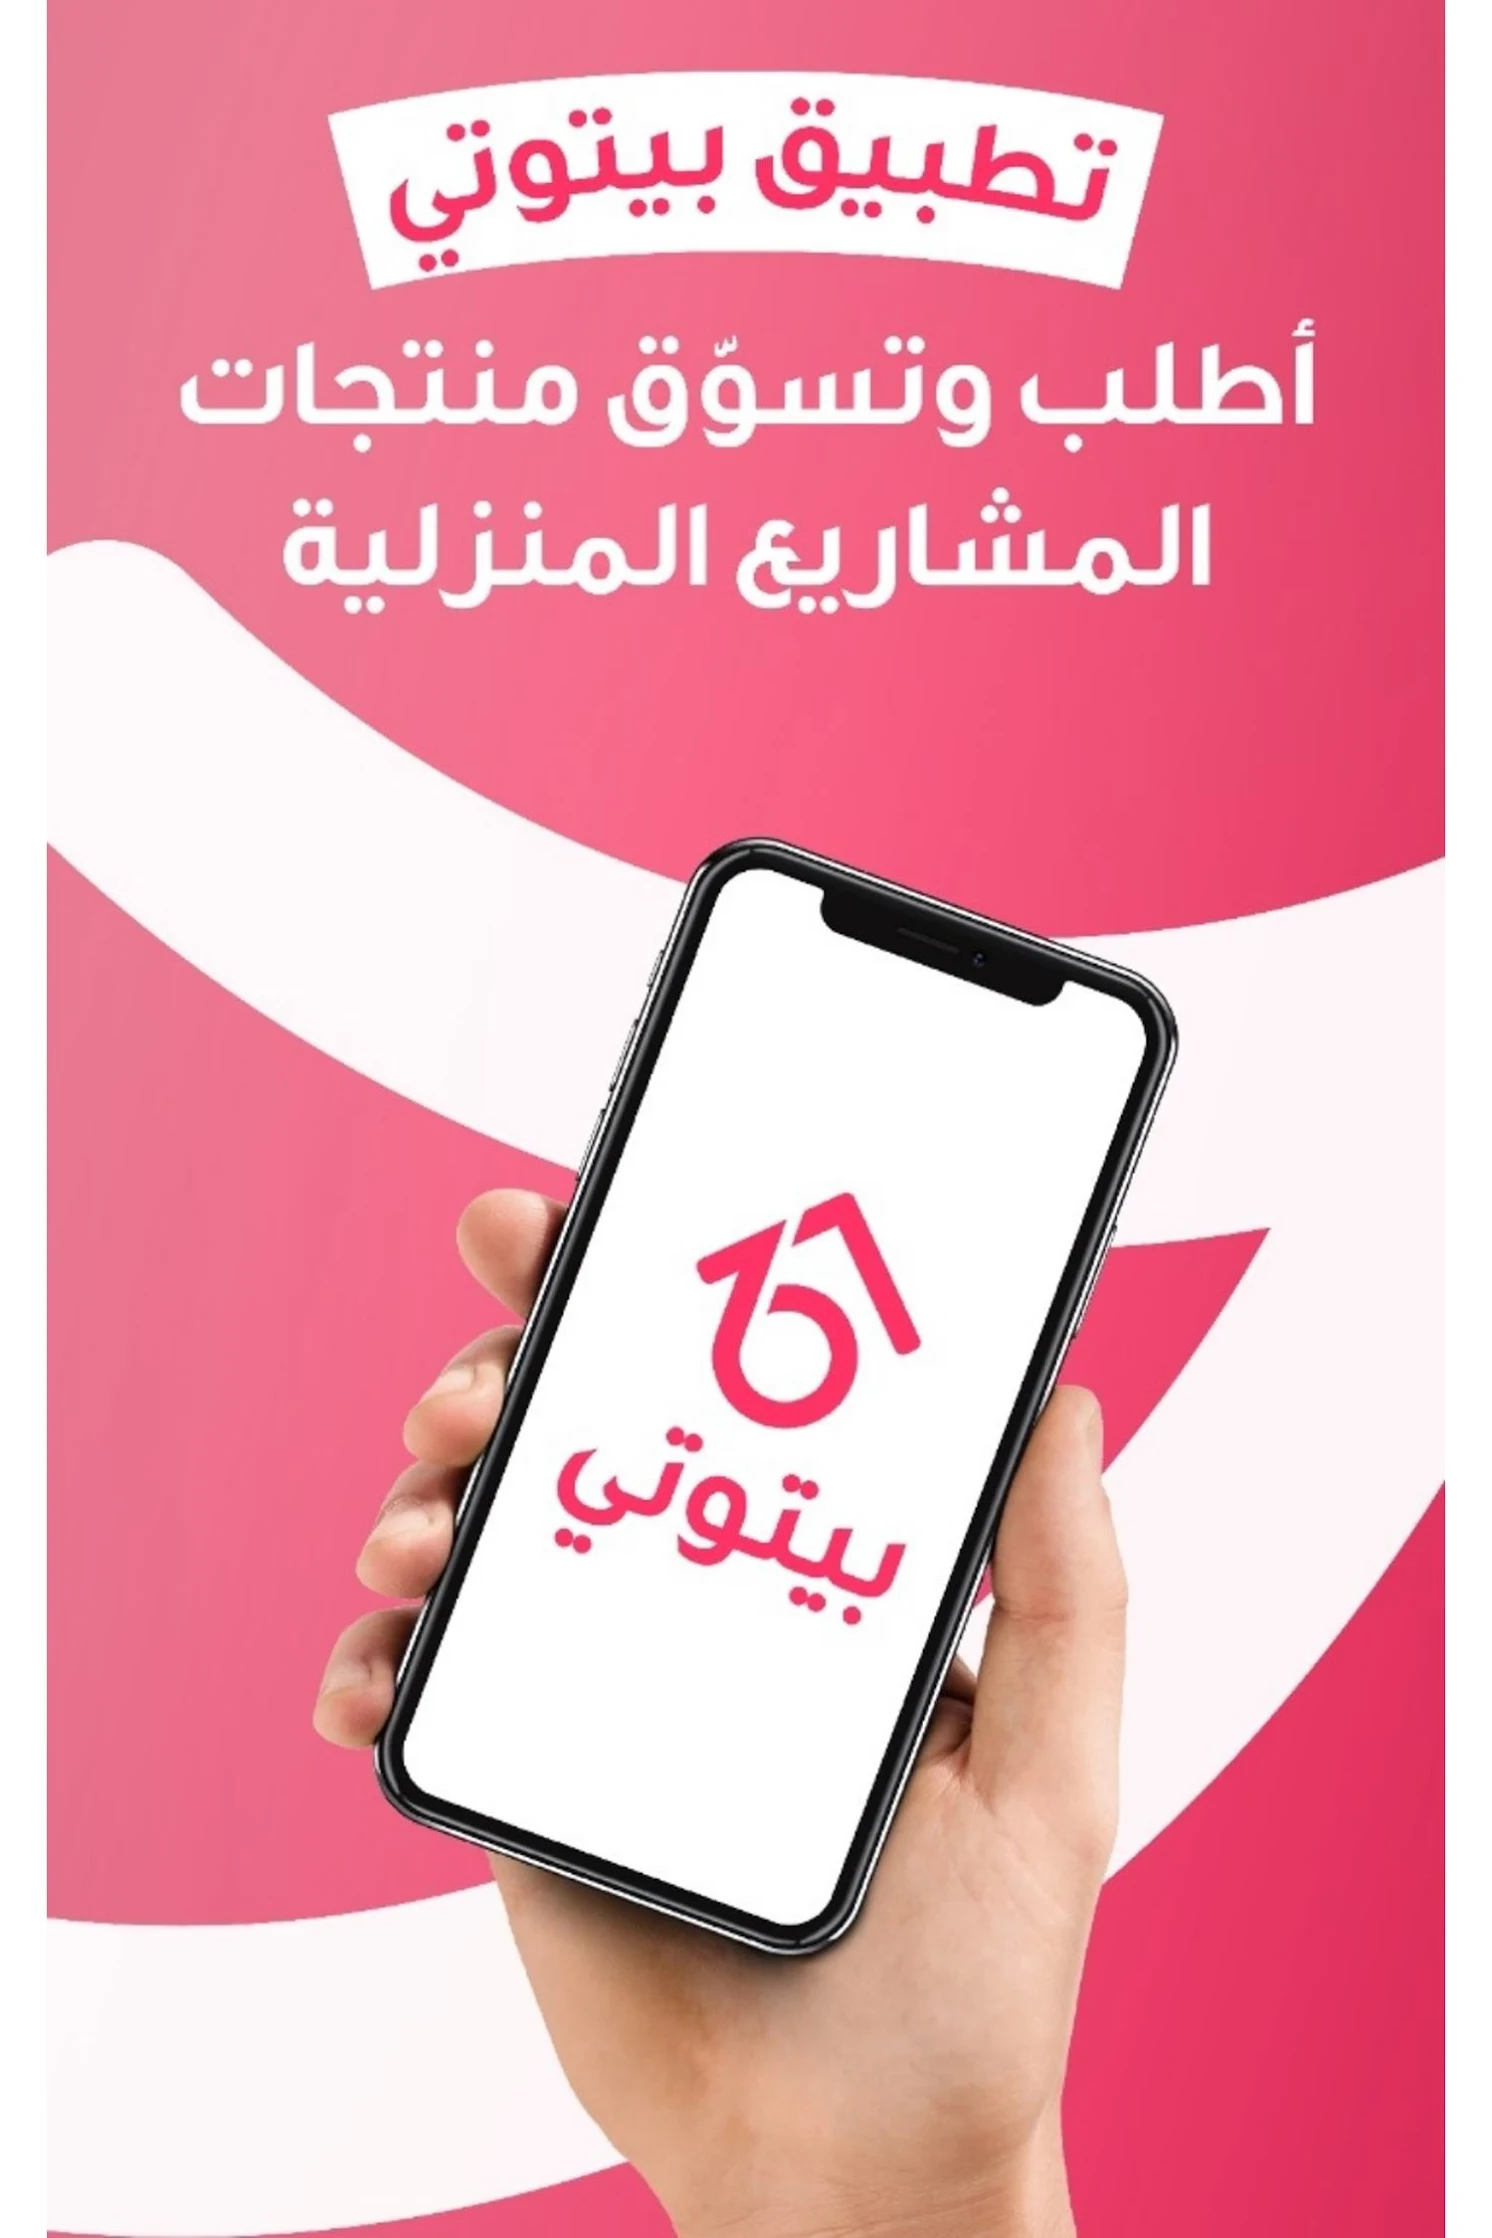 تطبيق بيتوتي
أطلب وتسوّق منتجات
المشاريع المنزلية
بيتوتي